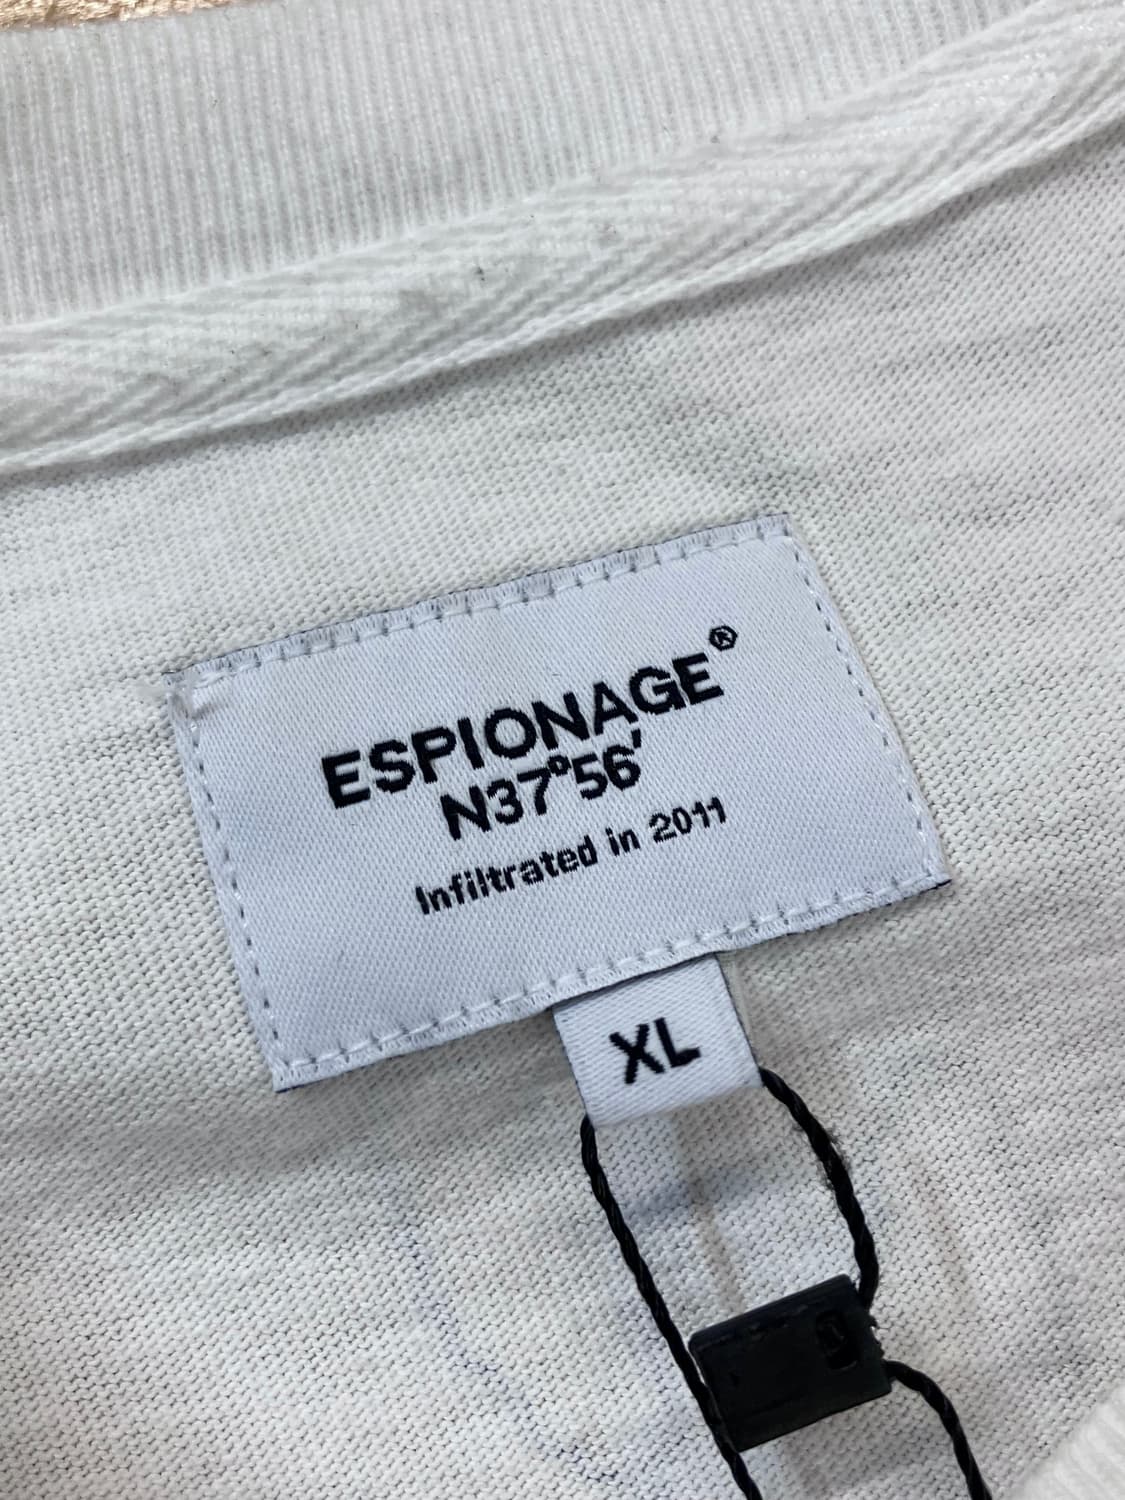 ESPIONAGE®
N37°56'
Infiltrated in 2011
XL